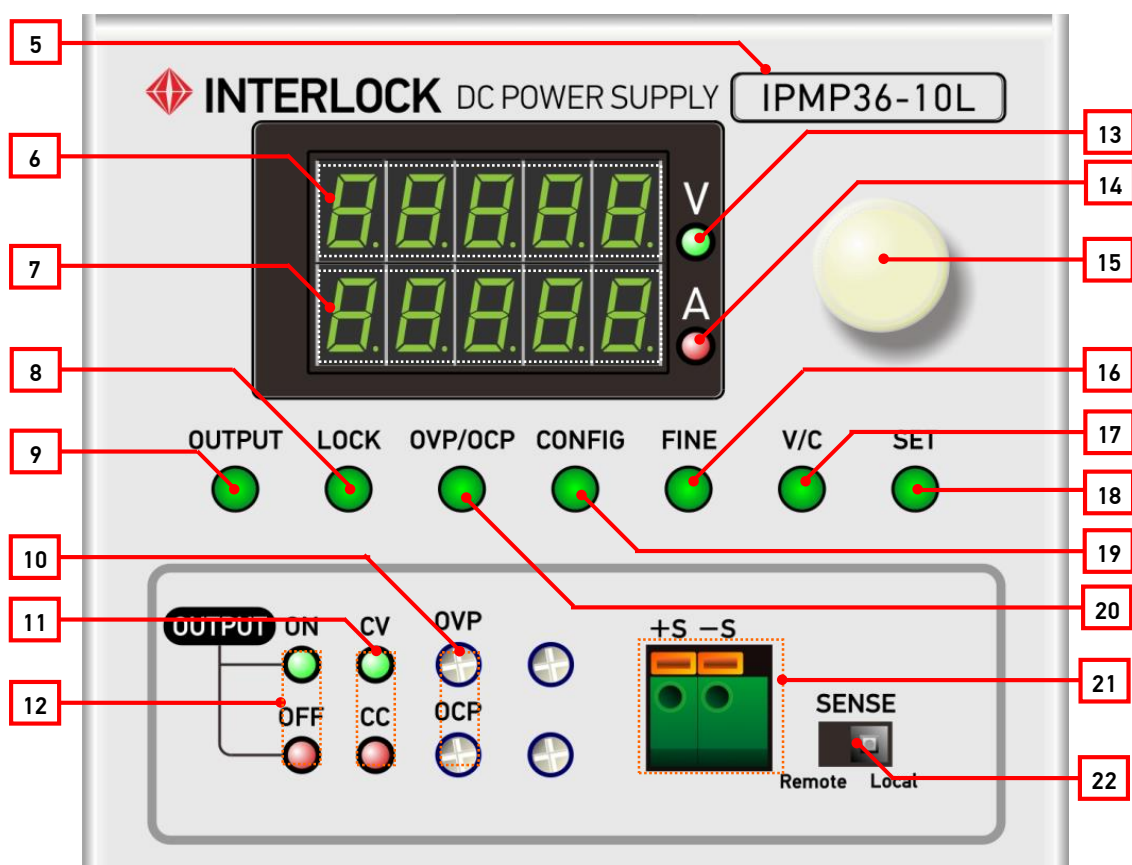 5
INTERLOCK DC POWER SUPPLY IPMP36-10L
13
6
V
14
7
A
15
8
16
OUTPUT LOCK OVP/OCP CONFIG FINE V/C SET
9
17
18
10
19
11
20
OUTPUT ON CV OVP +S -S
21
12
OFF CC OCP
SENSE
Remote Local
22